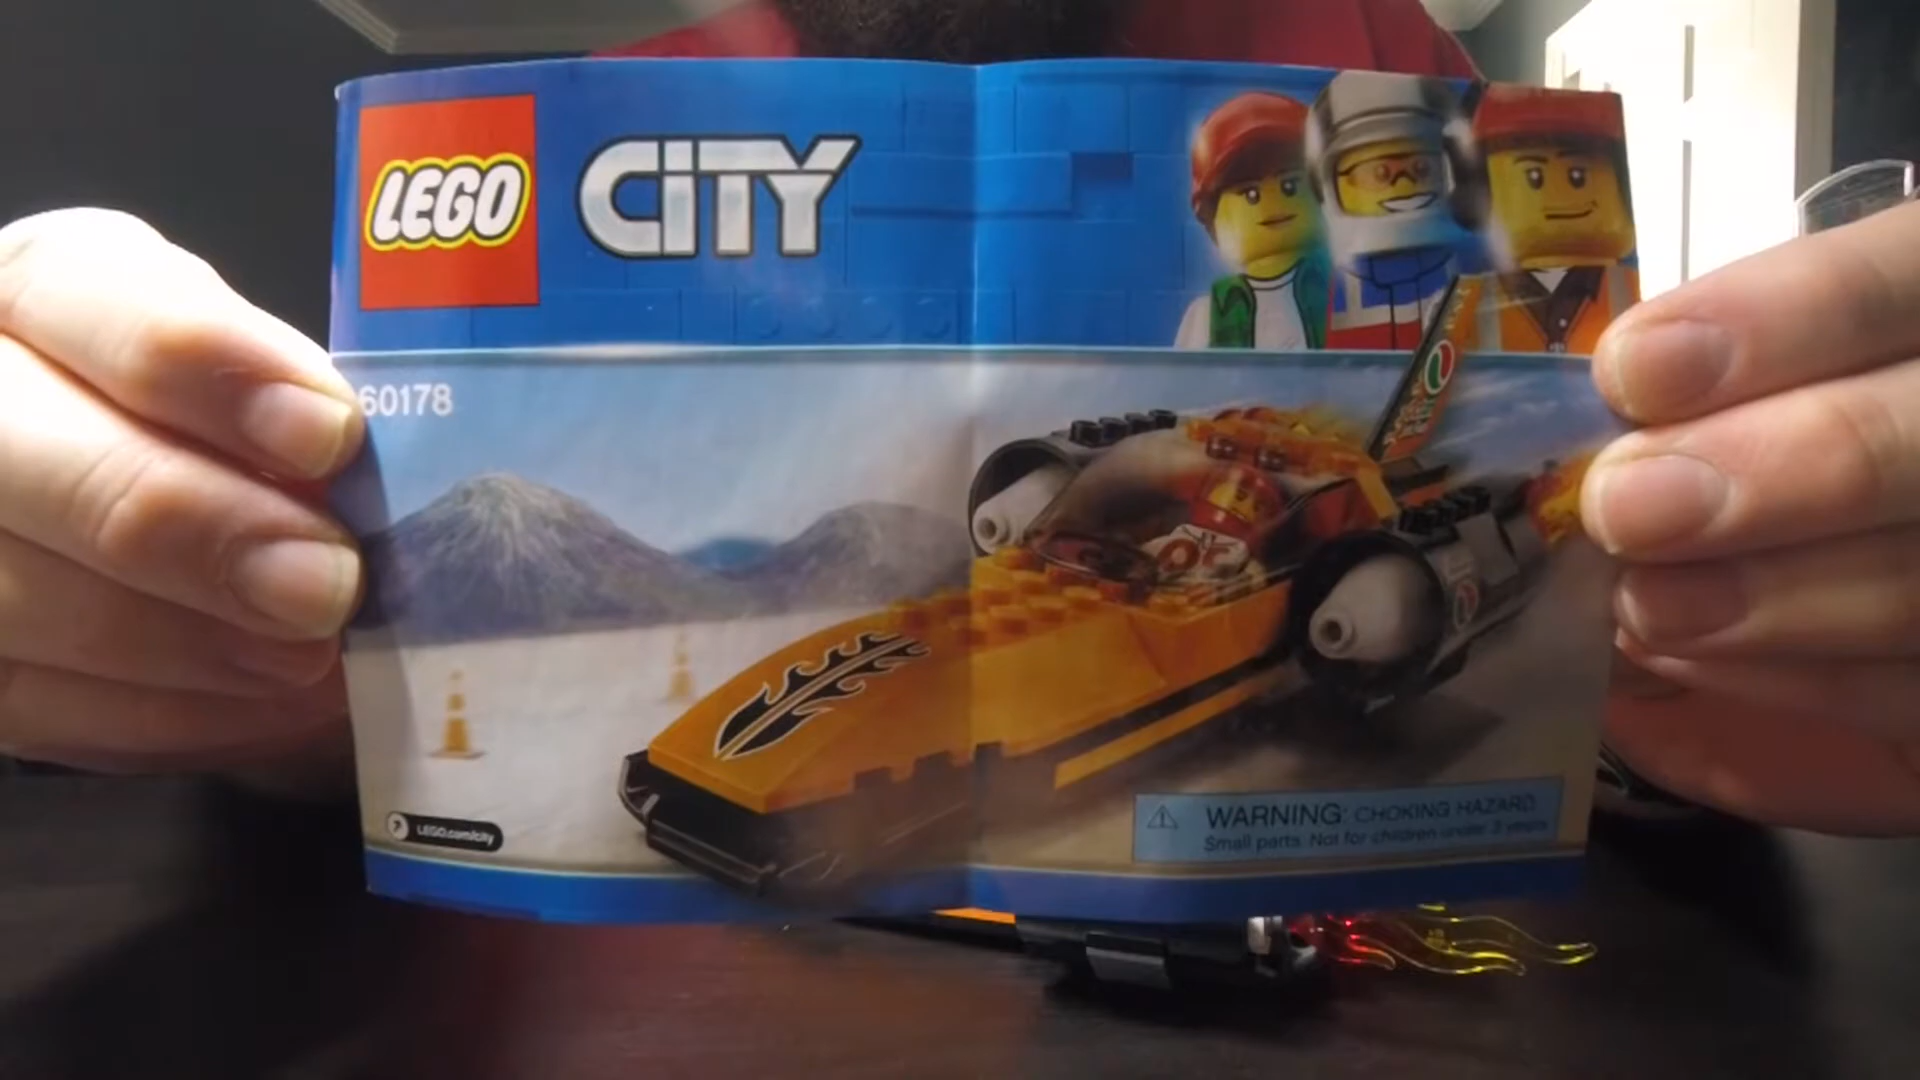 LEGO
CiTY
60178
LEGO.com/city
WARNING: CHOKING HAZARD.
Small parts. Not for children under 3 years.